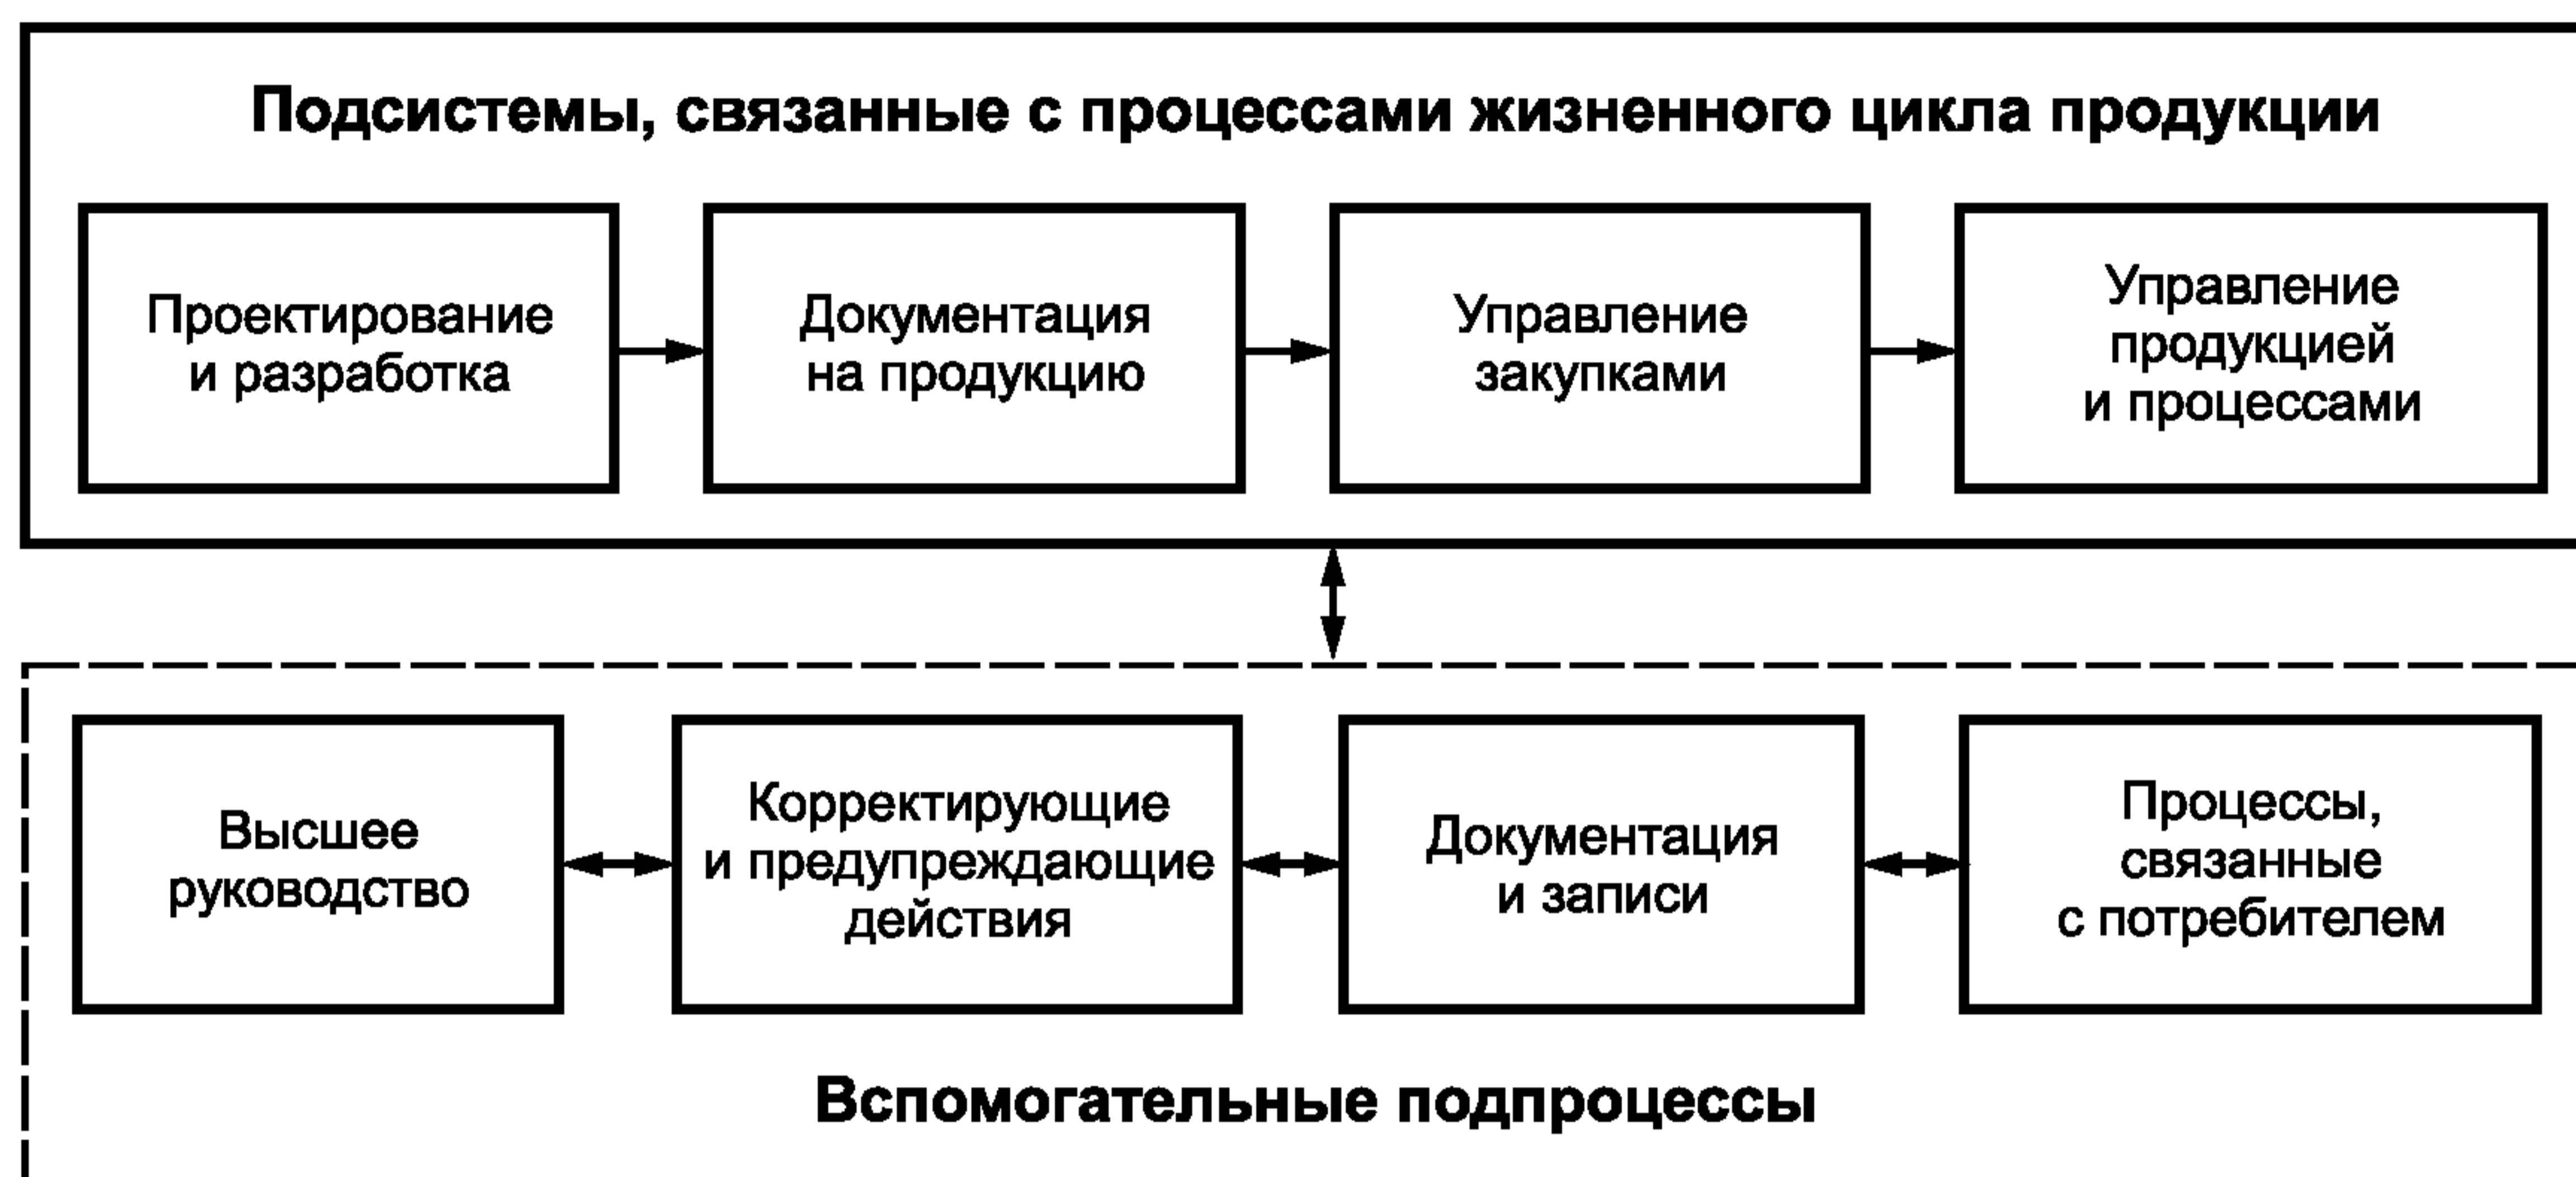 Подсистемы, связанные с процессами жизненного цикла продукции
Проектирование
и разработка
Документация
на продукцию
Управление
закупками
Управление
продукцией
и процессами
Высшее
руководство
Корректирующие
и предупреждающие
действия
Документация
и записи
Процессы,
связанные
с потребителем
Вспомогательные подпроцессы